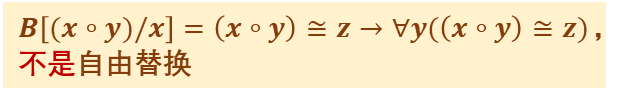 B[(x ∘ y)/x] = (x ∘ y) ≅ z → ∀y((x ∘ y) ≅ z)，
不是自由替换